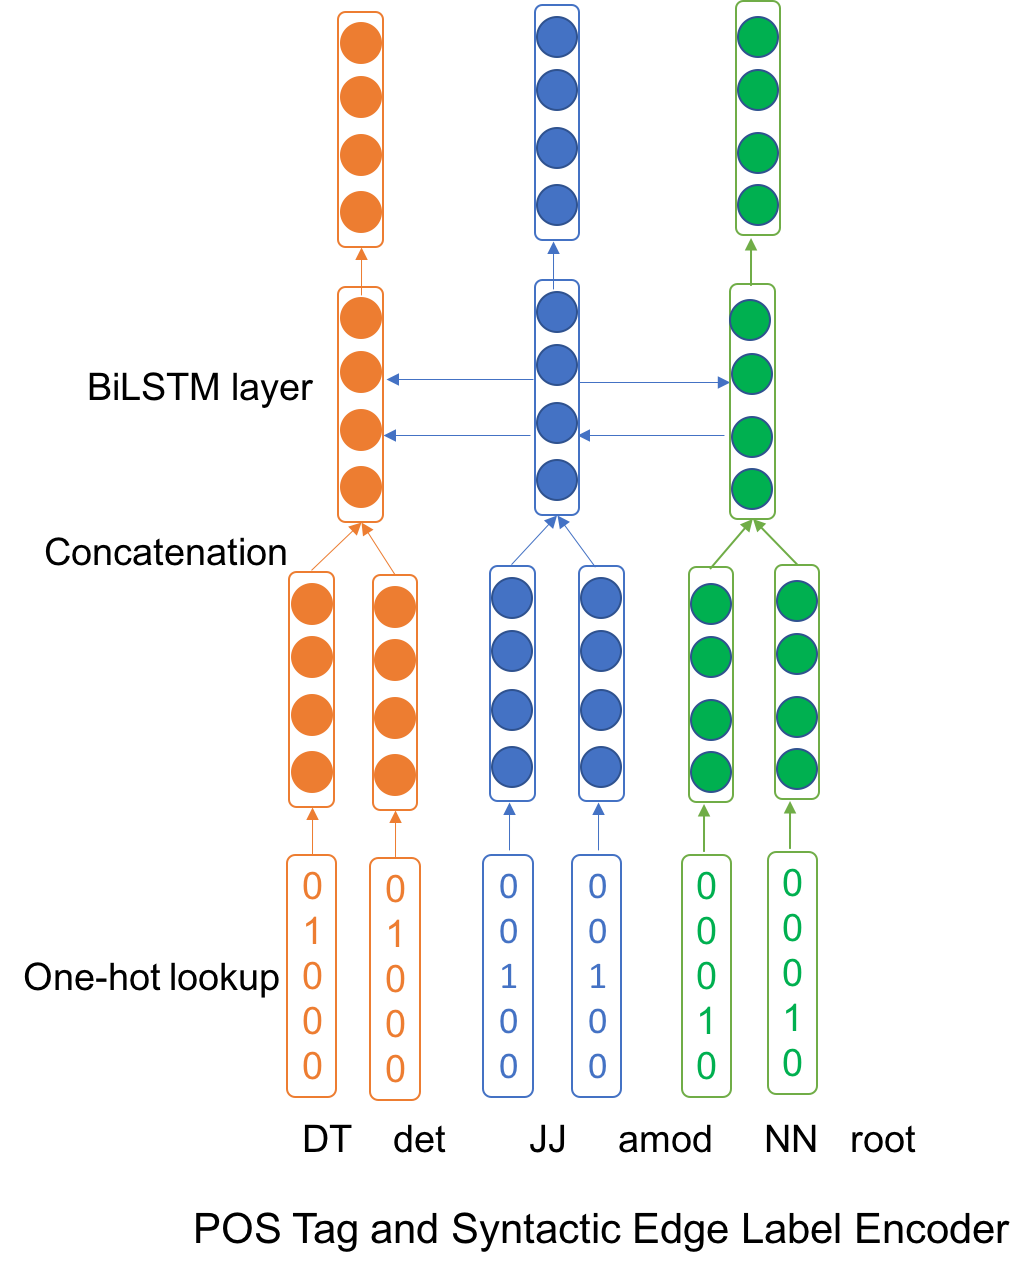 BiLSTM layer
Concatenation
0 0 0 0 0 0
1 1 0 0 0 0
One-hot lookup 0 0 1 1 0 0
0 0 0 0 1 1
0 0 0 0 0 0
DT det JJ amod NN root
POS Tag and Syntactic Edge Label Encoder